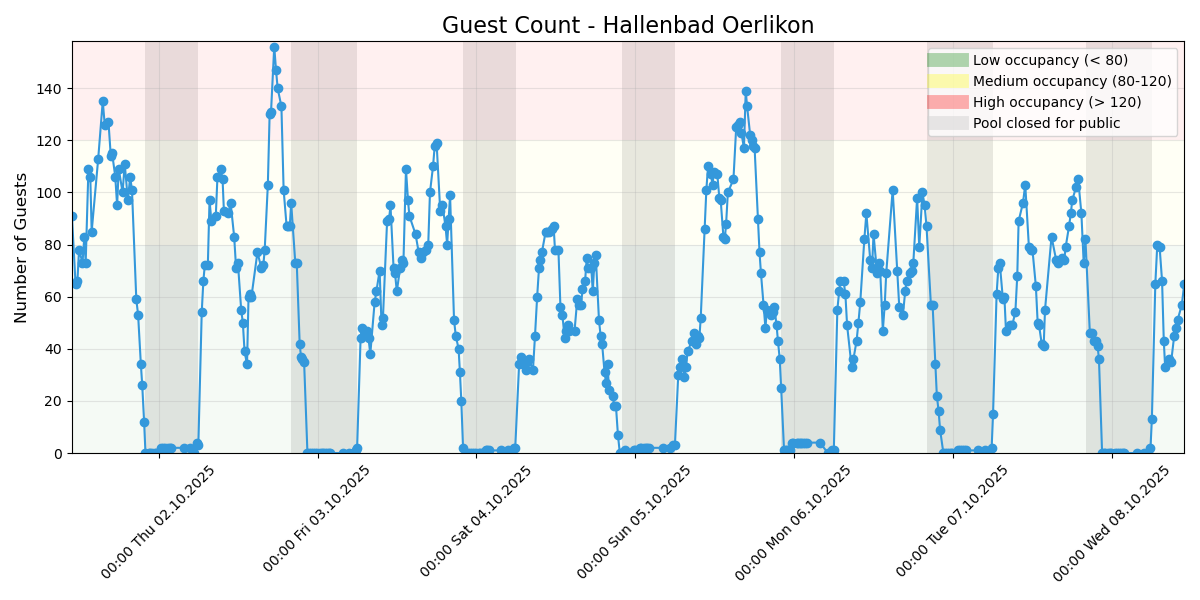 Guest Count - Hallenbad Oerlikon
Low occupancy (< 80)
Medium occupancy (80-120)
High occupancy (> 120)
Pool closed for public
Number of Guests
140
120
100
80
60
40
20
0
00:00 Thu 02.10.2025
00:00 Fri 03.10.2025
00:00 Sat 04.10.2025
00:00 Sun 05.10.2025
00:00 Mon 06.10.2025
00:00 Tue 07.10.2025
00:00 Wed 08.10.2025